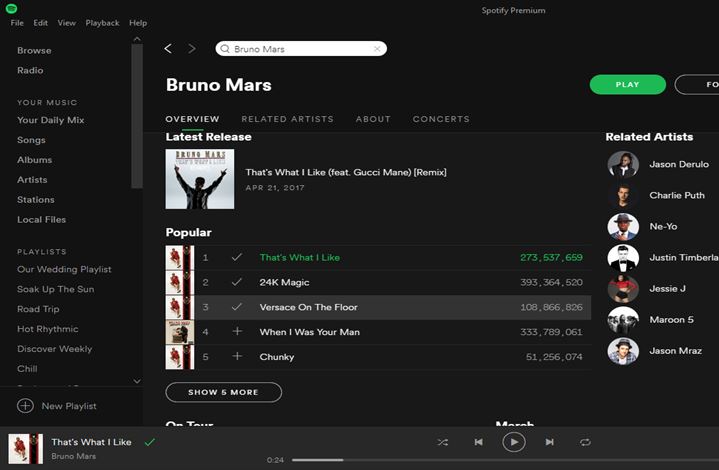 Spotify Premium
File Edit View Playback Help
Browse
Radio
YOUR MUSIC
Your Daily Mix
Songs
Albums
Artists
Stations
Local Files
PLAYLISTS
Our Wedding Playlist
Soak Up The Sun
Road Trip
Hot Rhythmic
Discover Weekly
Chill
New Playlist
Bruno Mars
Bruno Mars
PLAY
FO
OVERVIEW RELATED ARTISTS ABOUT CONCERTS
Latest Release
BRUNO MARS
That's What I Like (feat. Gucci Mane) [Remix]
APR 21, 2017
Popular
1 That's What I Like 273,537,659
2 24K Magic 393,364,520
3 Versace On The Floor 108,866,826
4 When I Was Your Man 333,789,061
5 Chunky 51,256,074
SHOW 5 MORE
On Tour
Merch
Related Artists
Jason Derulo
Charlie Puth
Ne-Yo
Justin Timberla
Jessie J
Maroon 5
Jason Mraz
That's What I Like
Bruno Mars
0:24